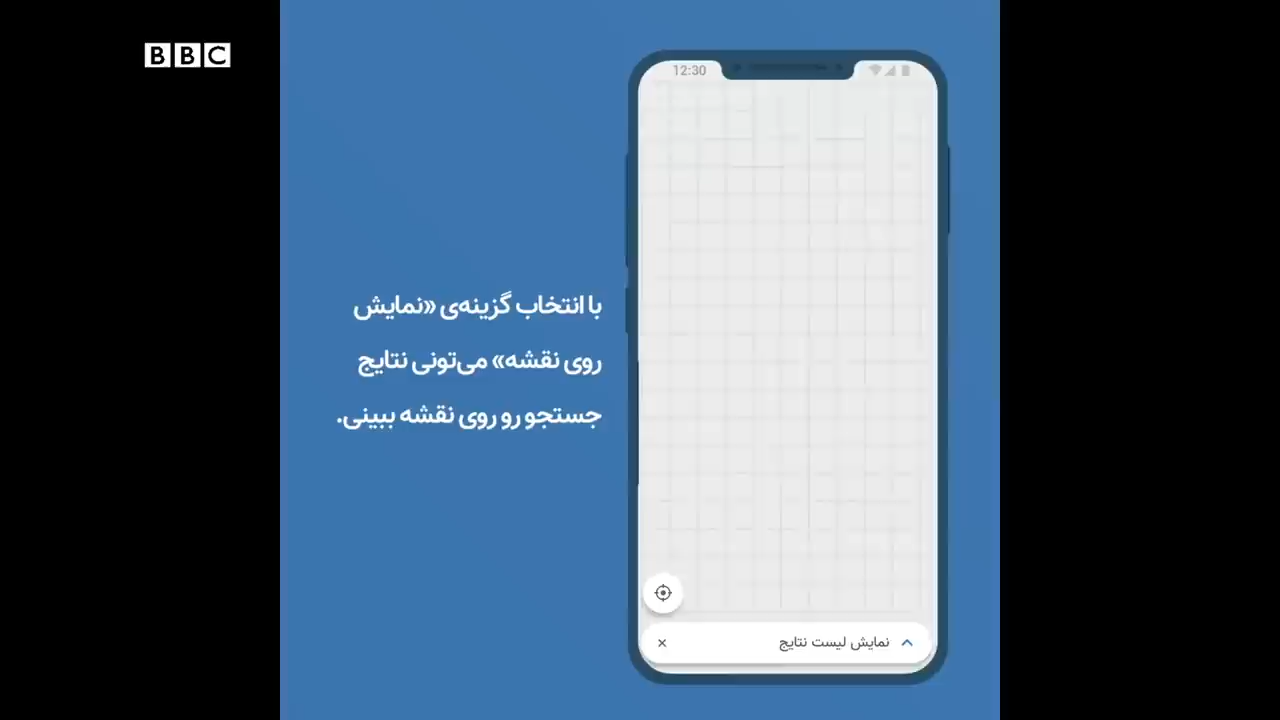 BBC
12:30
با انتخاب گزینه‌ی «نمایش
روی نقشه» می‌تونی نتایج
جستجو رو روی نقشه ببینی.
نمایش لیست نتایج